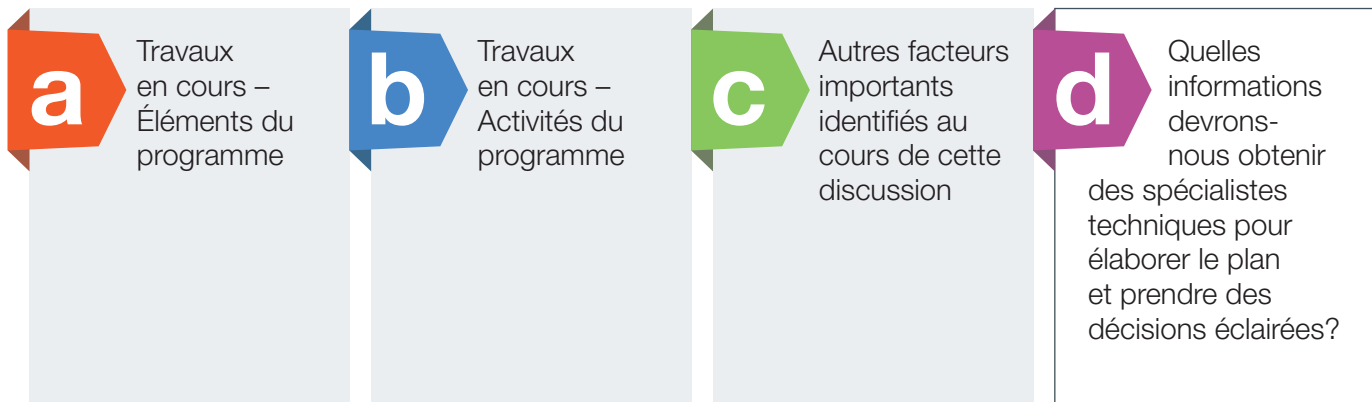 a
Travaux
en cours –
Éléments du
programme
b
Travaux
en cours –
Activités du
programme
c
Autres facteurs
importants
identifiés au
cours de cette
discussion
d
Quelles
informations
devrons-
nous obtenir
des spécialistes
techniques pour
élaborer le plan
et prendre des
décisions éclairées?